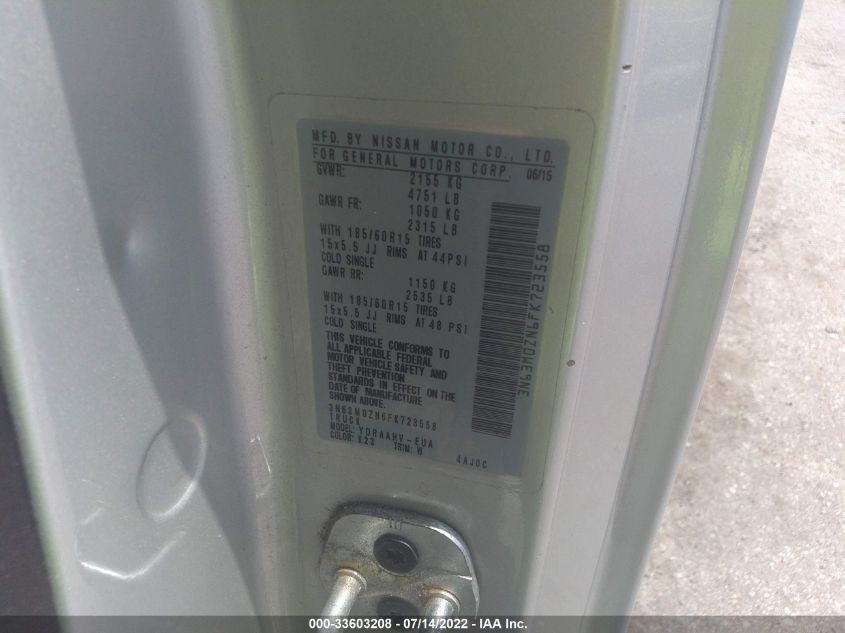 MFD. BY NISSAN MOTOR CO., LTD.
FOR GENERAL MOTORS CORP. 06/15
GVWR: 2155 KG
4751 LB
GAWR FR: 1050 KG
2315 LB
WITH 185/60R15 TIRES
15x5.5 JJ RIMS AT 44PSI
COLD SINGLE
GAWR RR: 1150 KG
2535 LB
WITH 185/60R15 TIRES
15x5.5 JJ RIMS AT 48 PSI
COLD SINGLE
THIS VEHICLE CONFORMS TO
ALL APPLICABLE FEDERAL
MOTOR VEHICLE SAFETY AND
THEFT PREVENTION
STANDARDS IN EFFECT ON THE
DATE OF MANUFACTURE
SHOWN ABOVE.
3N63M0ZN6FK723558
TRUCK
MODEL: YDRAAHV-EUA
COLOR: K23 TRIM: W
4AJ0C
3N63M0ZN6FK723558
000-33603208 - 07/14/2022 - IAA Inc.